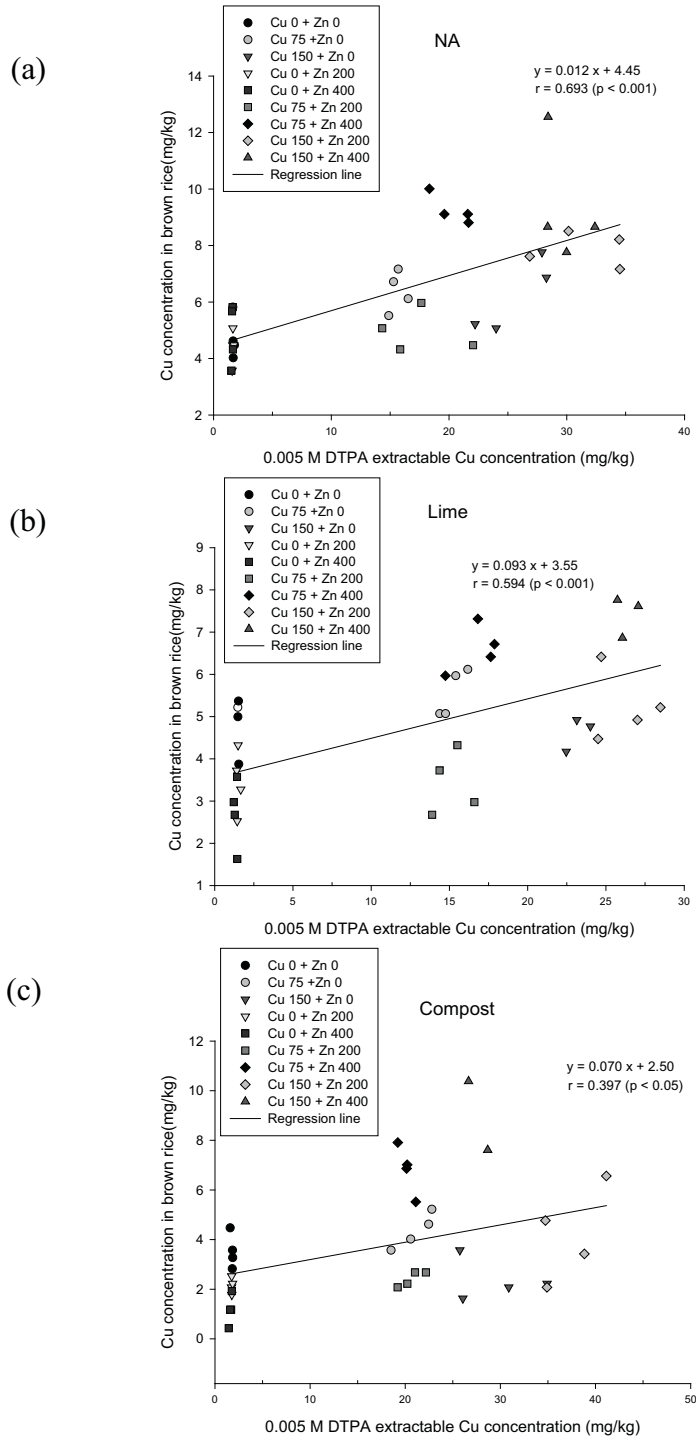 (a)
NA
Cu 0 + Zn 0
Cu 75 +Zn 0
Cu 150 + Zn 0
Cu 0 + Zn 200
Cu 0 + Zn 400
Cu 75 + Zn 200
Cu 75 + Zn 400
Cu 150 + Zn 200
Cu 150 + Zn 400
Regression line
y = 0.012 x + 4.45
r = 0.693 (p < 0.001)
Cu concentration in brown rice(mg/kg)
14
12
10
8
6
4
2
0 10 20 30 40
0.005 M DTPA extractable Cu concentration (mg/kg)
(b)
Lime
Cu 0 + Zn 0
Cu 75 +Zn 0
Cu 150 + Zn 0
Cu 0 + Zn 200
Cu 0 + Zn 400
Cu 75 + Zn 200
Cu 75 + Zn 400
Cu 150 + Zn 200
Cu 150 + Zn 400
Regression line
y = 0.093 x + 3.55
r = 0.594 (p < 0.001)
Cu concentration in brown rice(mg/kg)
9
8
7
6
5
4
3
2
1
0 5 10 15 20 25 30
0.005 M DTPA extractable Cu concentration (mg/kg)
(c)
Compost
Cu 0 + Zn 0
Cu 75 +Zn 0
Cu 150 + Zn 0
Cu 0 + Zn 200
Cu 0 + Zn 400
Cu 75 + Zn 200
Cu 75 + Zn 400
Cu 150 + Zn 200
Cu 150 + Zn 400
Regression line
y = 0.070 x + 2.50
r = 0.397 (p < 0.05)
Cu concentration in brown rice(mg/kg)
12
10
8
6
4
2
0
0 10 20 30 40 50
0.005 M DTPA extractable Cu concentration (mg/kg)